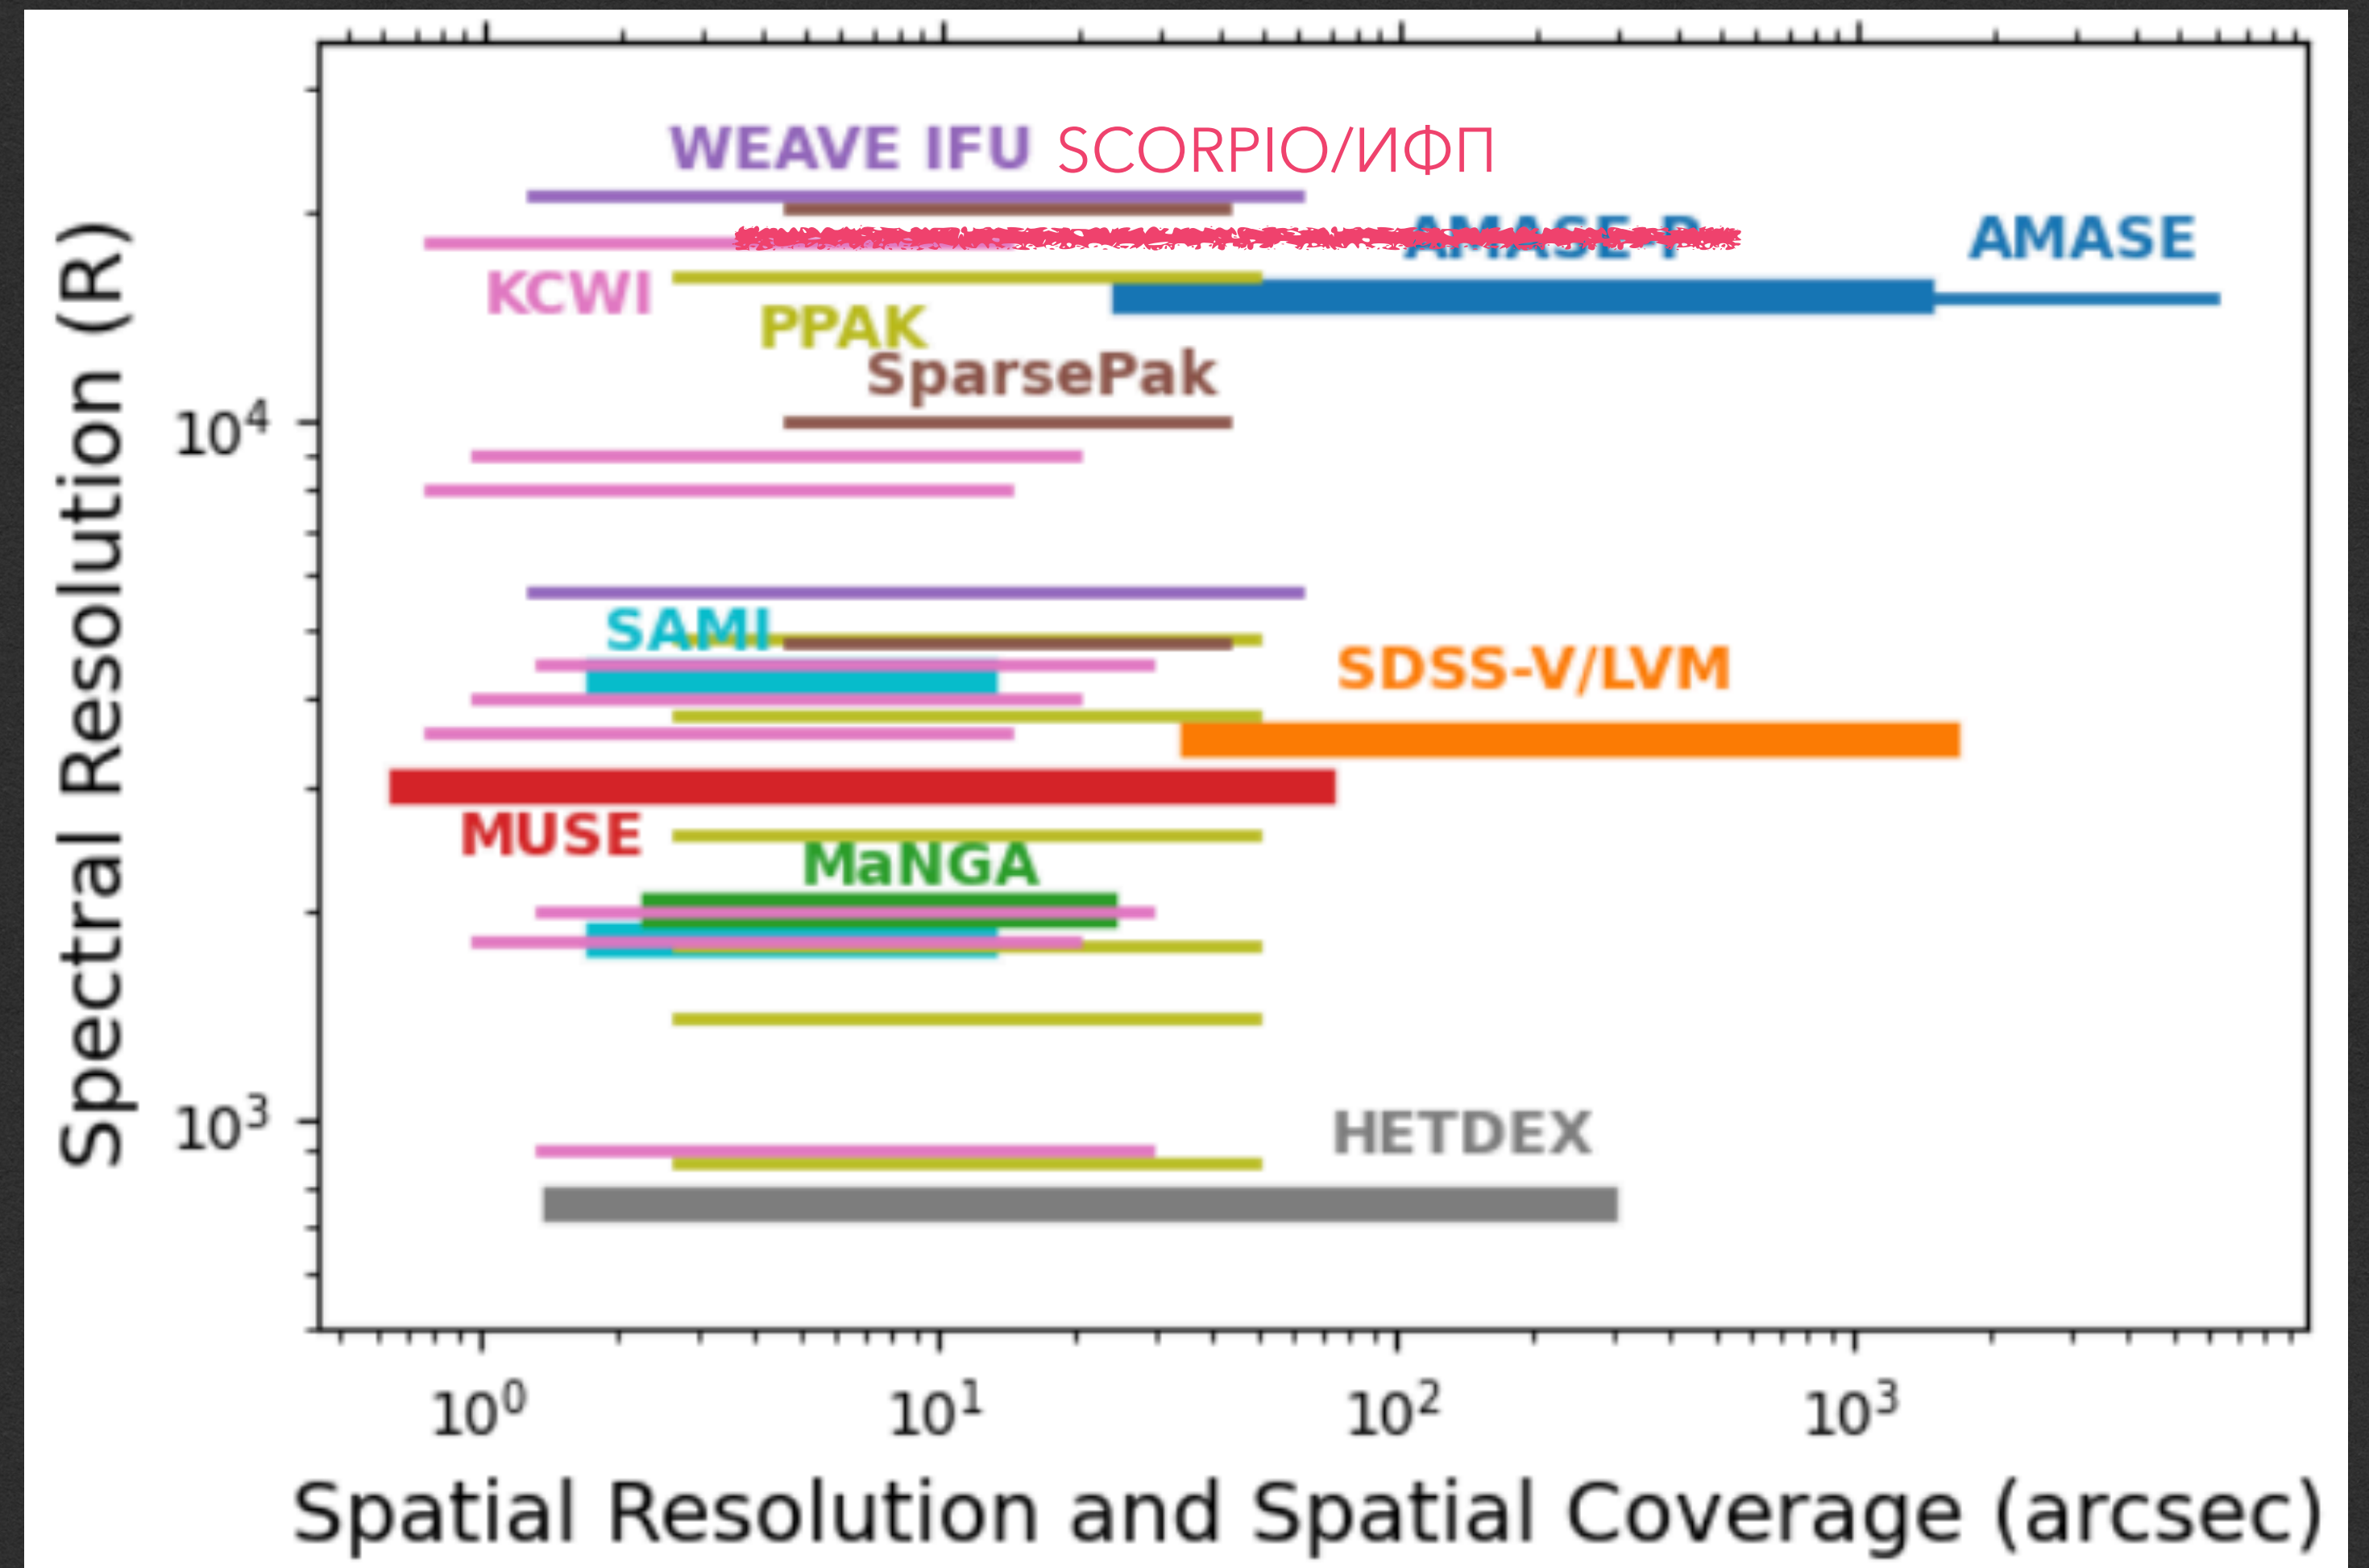 WEAVE IFU SCORPIO/ИФП
AMASE-P AMASE
KCWI
PPAK
SparsePak
SAMI
SDSS-V/LVM
MUSE
MaNGA
HETDEX
Spectral Resolution (R)
10⁴
10³
10⁰ 10¹ 10² 10³
Spatial Resolution and Spatial Coverage (arcsec)